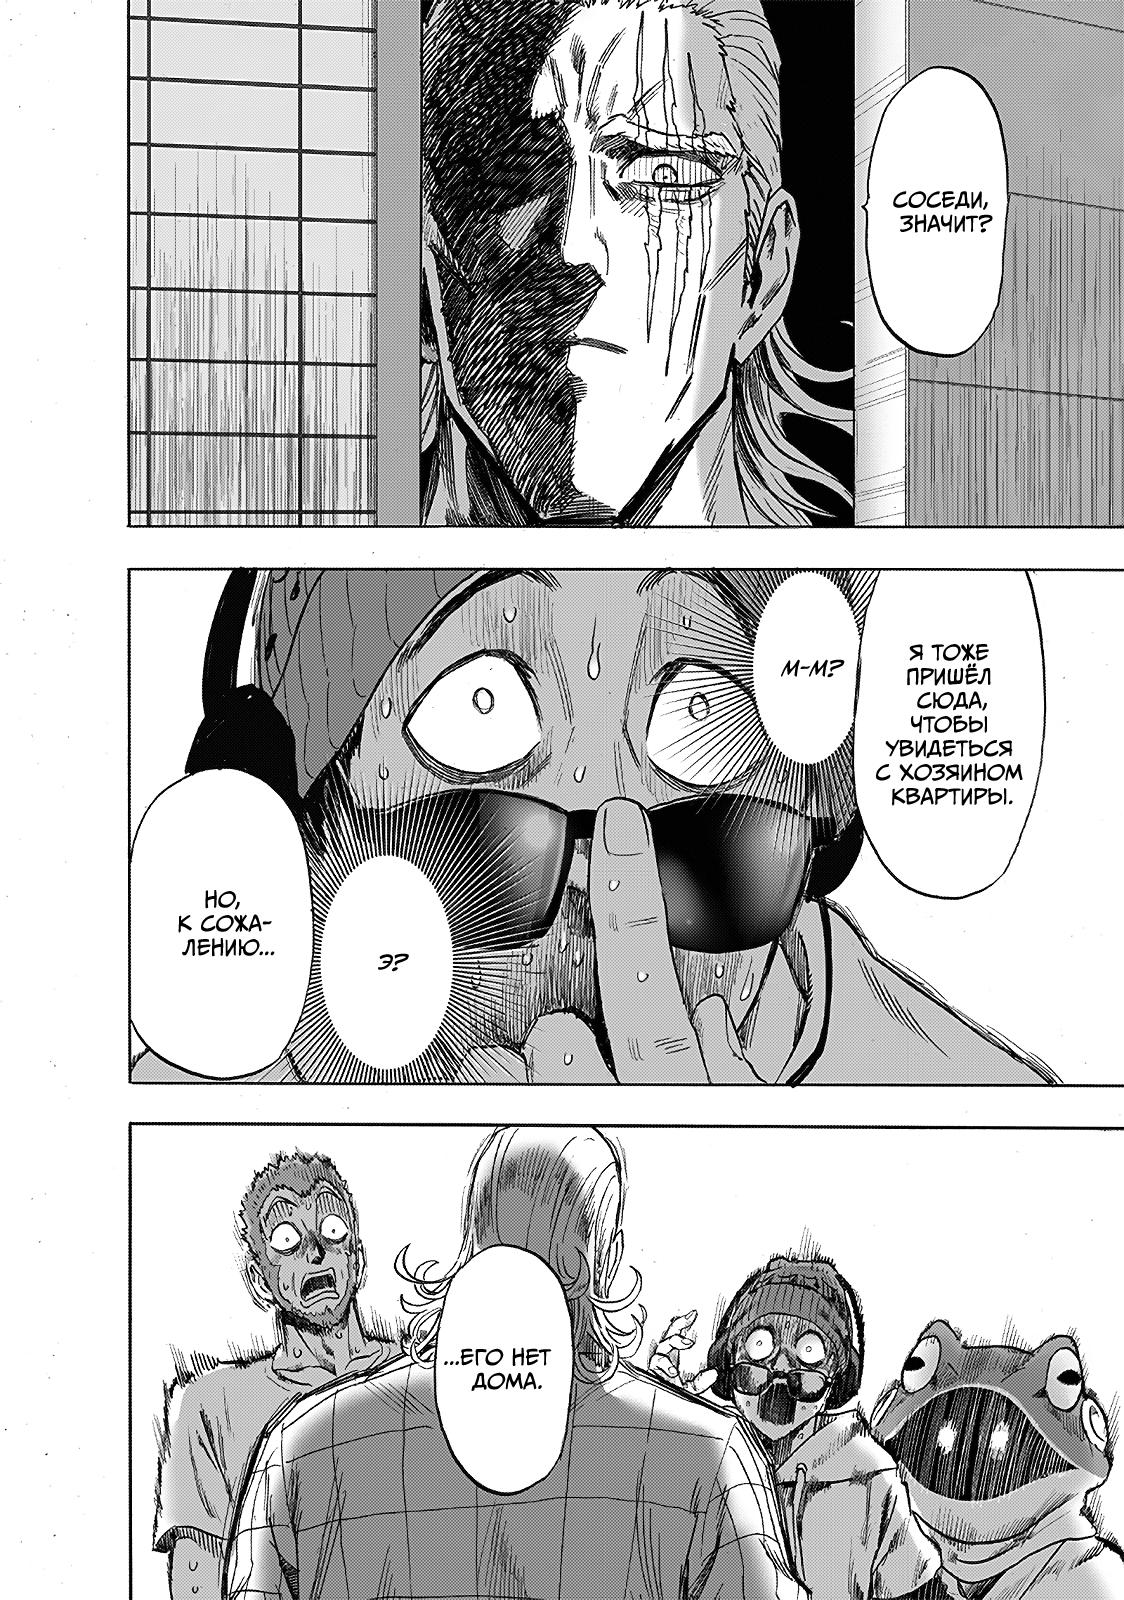 СОСЕДИ,
ЗНАЧИТ?
Я ТОЖЕ
ПРИШЁЛ
СЮДА,
ЧТОБЫ
УВИДЕТЬСЯ
С ХОЗЯИНОМ
КВАРТИРЫ.
М-М?
Э?
НО,
К СОЖА-
ЛЕНИЮ...
...ЕГО НЕТ
ДОМА.